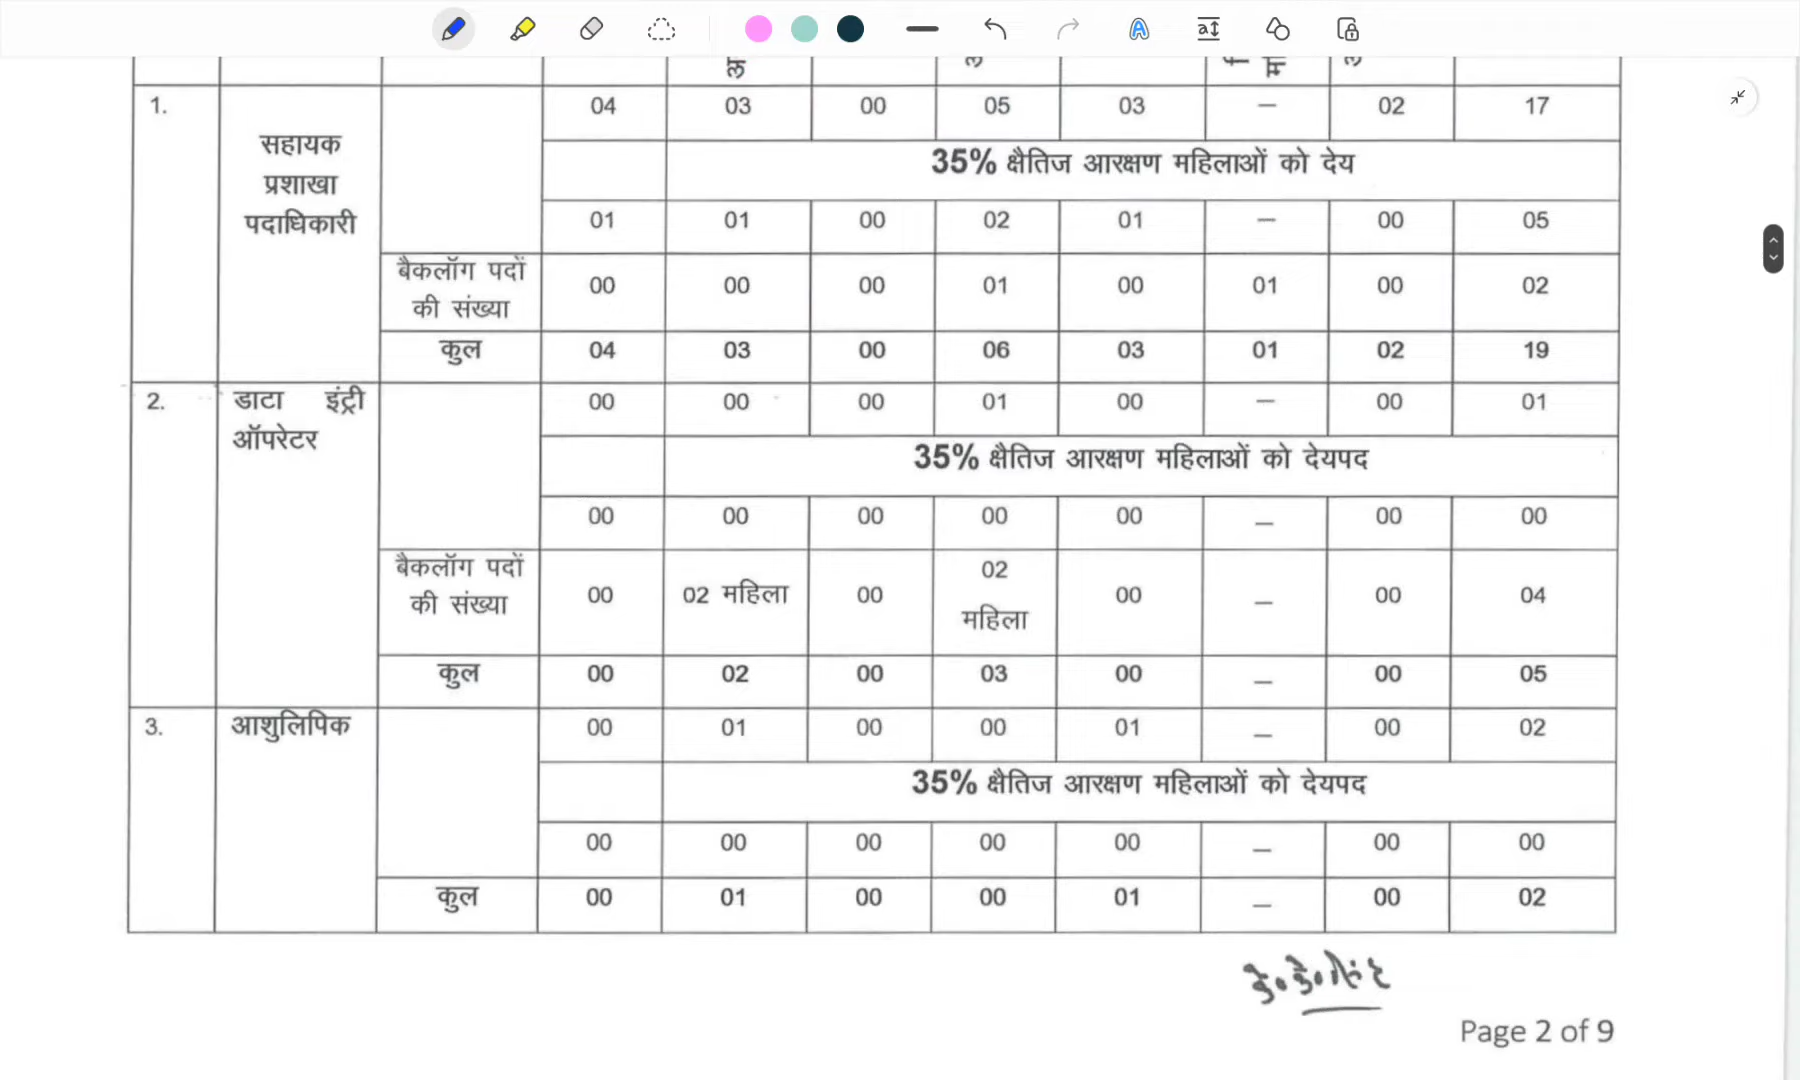 1. 04 03 00 05 03 – 02 17
सहायक
प्रशाखा
पदाधिकारी
35% क्षैतिज आरक्षण महिलाओं को देय
01 01 00 02 01 – 00 05
बैकलॉग पदों
की संख्या
00 00 00 01 00 01 00 02
कुल 04 03 00 06 03 01 02 19
2. डाटा इंट्री
ऑपरेटर
00 00 00 01 00 – 00 01
35% क्षैतिज आरक्षण महिलाओं को देयपद
00 00 00 00 00 – 00 00
बैकलॉग पदों
की संख्या
00 02 महिला 00 02
महिला
00 – 00 04
कुल 00 02 00 03 00 – 00 05
3. आशुलिपिक 00 01 00 00 01 – 00 02
35% क्षैतिज आरक्षण महिलाओं को देयपद
00 00 00 00 00 – 00 00
कुल 00 01 00 00 01 – 00 02
Page 2 of 9